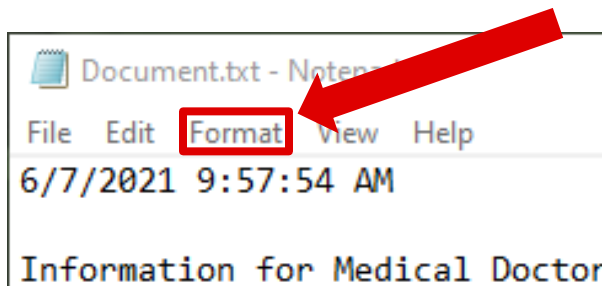 Document.txt - Notepa
File Edit Format View Help
6/7/2021 9:57:54 AM
Information for Medical Doctor